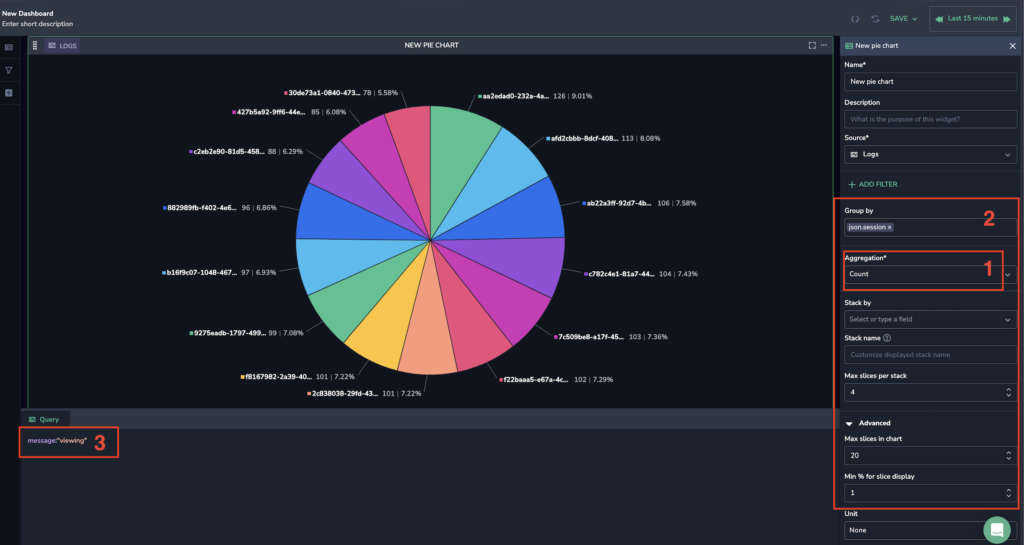 New Dashboard
Enter short description
SAVE
Last 15 minutes
LOGS
NEW PIE CHART
30de73a1-0840-473... 78 | 5.58%
aa2edad0-232a-4a... 126 | 9.01%
427b5a92-9ff6-44e... 85 | 6.08%
afd2cbbb-8dcf-408... 113 | 8.08%
c2eb2e90-81d5-458... 88 | 6.29%
882989fb-f402-4e6... 96 | 6.86%
ab22a3ff-92d7-4b... 106 | 7.58%
b16f9c07-1048-467... 97 | 6.93%
c782c4e1-81a7-44... 104 | 7.43%
9275eadb-1797-499... 99 | 7.08%
7c509be8-a17f-45... 103 | 7.36%
f8167982-2a39-40... 101 | 7.22%
f22baaa5-e67a-4c... 102 | 7.29%
2c838038-29fd-43... 101 | 7.22%
Query
message:"viewing" 3
New pie chart
Name*
New pie chart
Description
What is the purpose of this widget?
Source*
Logs
+ ADD FILTER
Group by 2
json.session ×
Aggregation* 1
Count
Stack by
Select or type a field
Stack name
Customize displayed stack name
Max slices per stack
4
Advanced
Max slices in chart
20
Min % for slice display
1
Unit
None